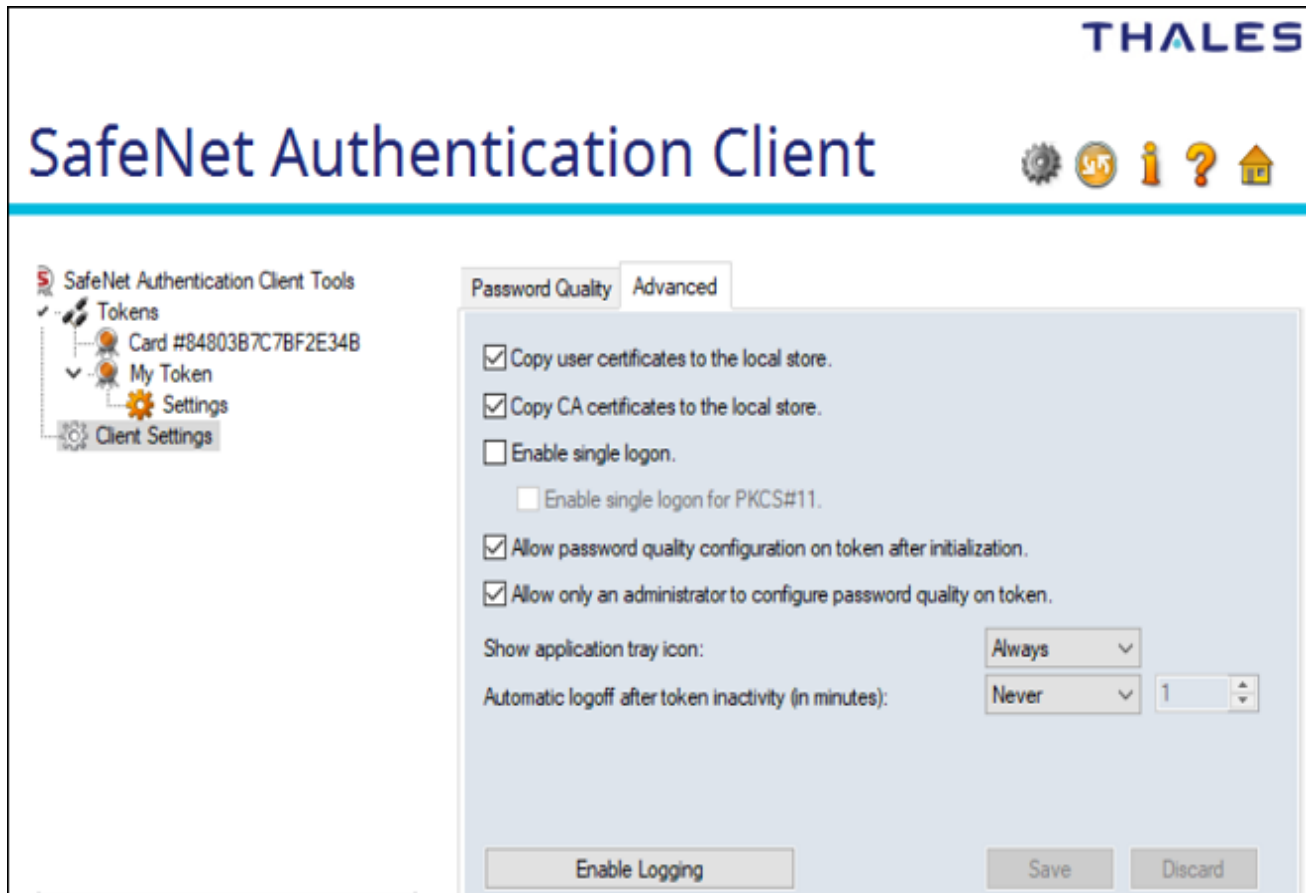 THALES
SafeNet Authentication Client
SafeNet Authentication Client Tools
Tokens
Card #84803B7C7BF2E34B
My Token
Settings
Client Settings
Password Quality Advanced
Copy user certificates to the local store.
Copy CA certificates to the local store.
Enable single logon.
Enable single logon for PKCS#11.
Allow password quality configuration on token after initialization.
Allow only an administrator to configure password quality on token.
Show application tray icon: Always
Automatic logoff after token inactivity (in minutes): Never 1
Enable Logging Save Discard